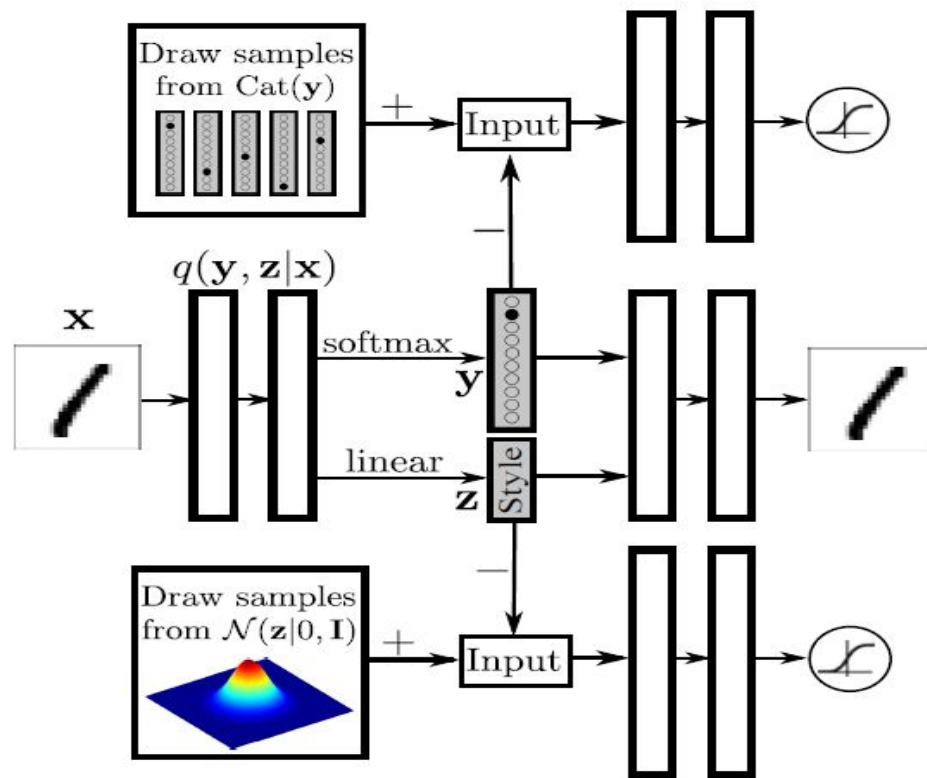 Draw samples
from Cat(y)
+
Input
−
q(y, z|x)
x
softmax
y
linear
z
Style
−
Draw samples
from 𝒩(z|0, I)
+
Input